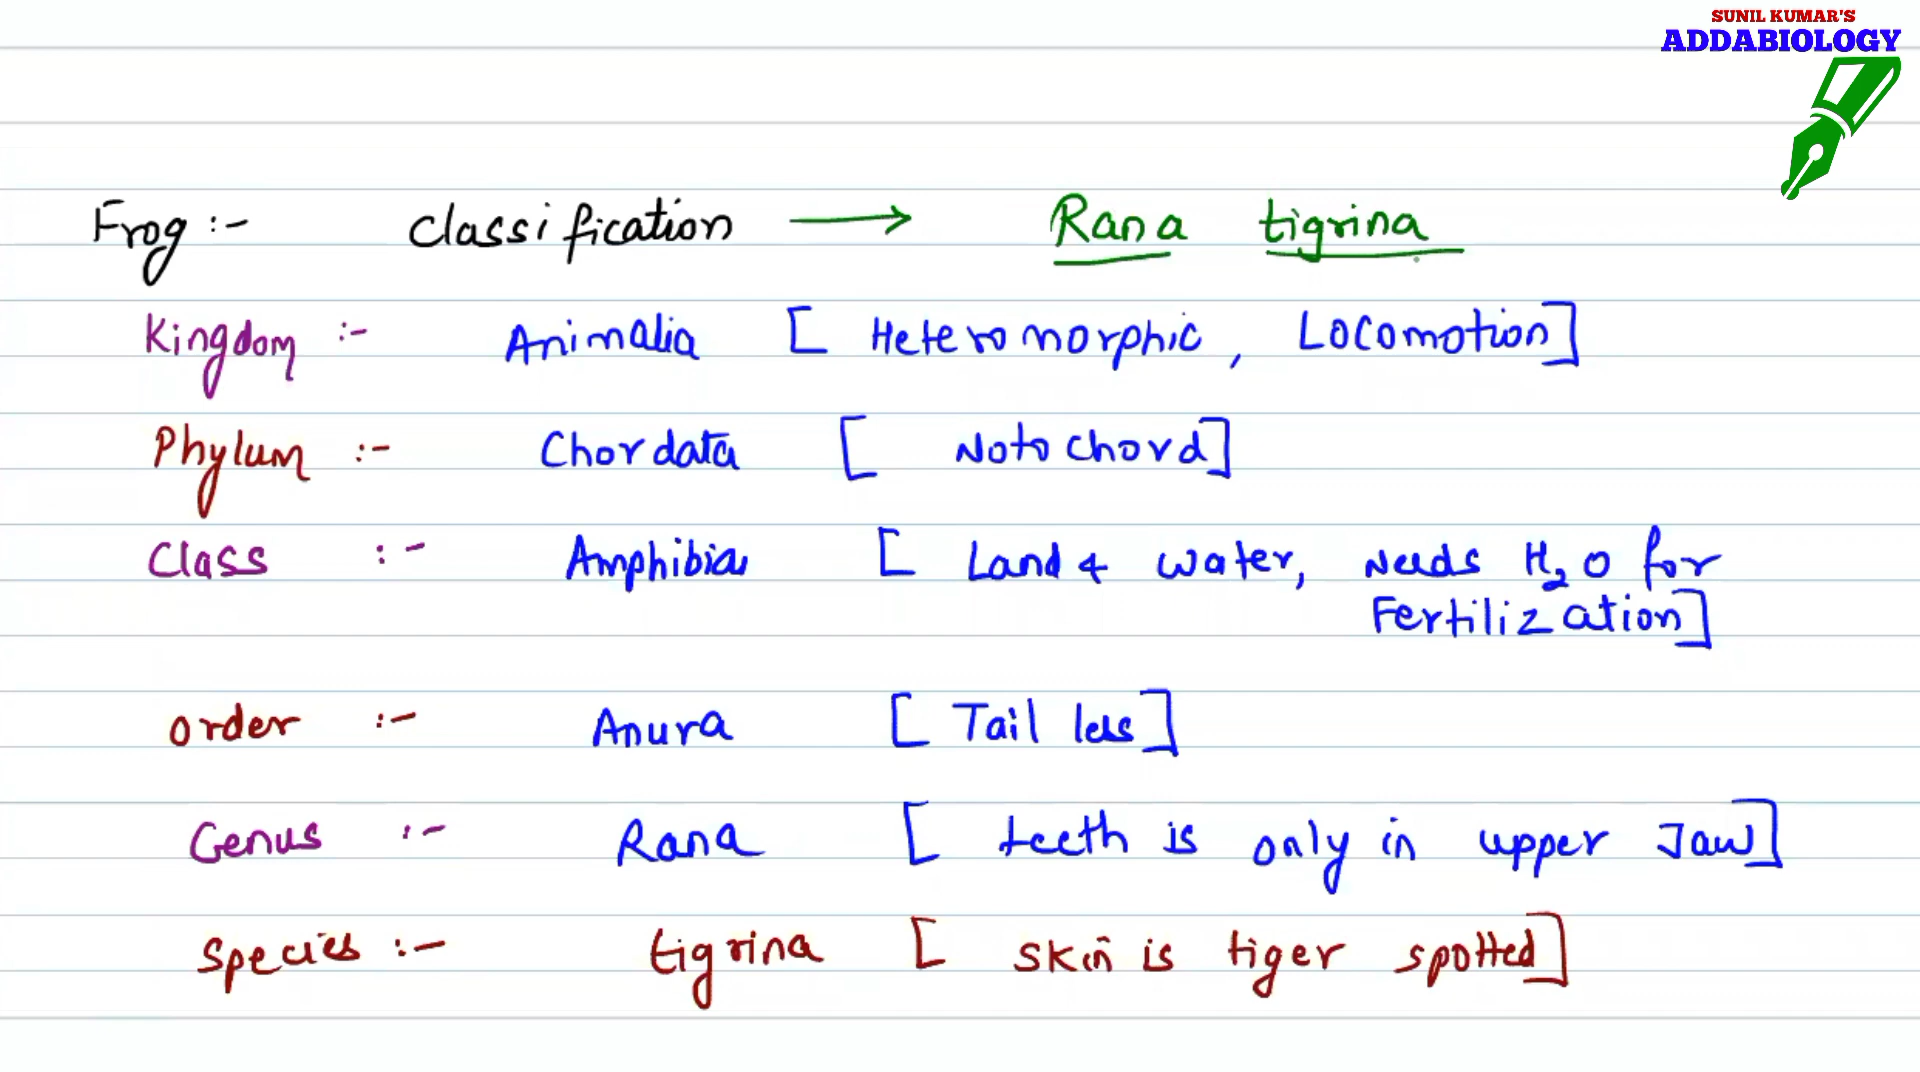 SUNIL KUMAR'S
ADDABIOLOGY
Frog :- Classification → Rana tigrina
Kingdom :- Animalia [ Heteromorphic, Locomotion ]
Phylum :- Chordata [ Notochord ]
Class :- Amphibia [ Land & water, Needs H₂O for
Fertilization ]
Order :- Anura [ Tail less ]
Genus :- Rana [ teeth is only in upper Jaw ]
Species :- tigrina [ Skin is tiger spotted ]